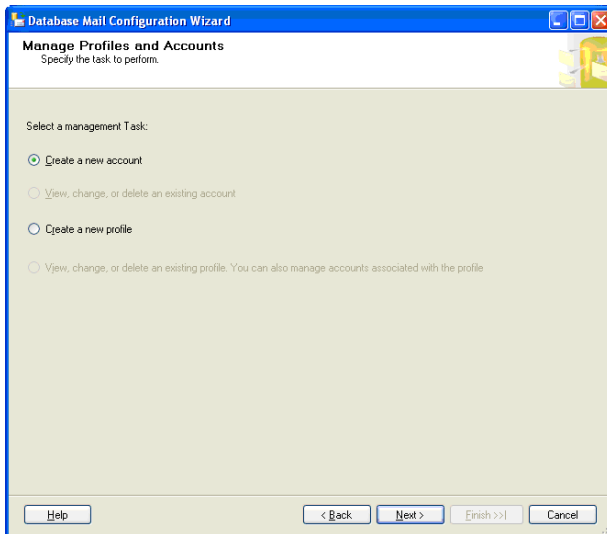 Database Mail Configuration Wizard
Manage Profiles and Accounts
Specify the task to perform.
Select a management Task:
Create a new account
View, change, or delete an existing account
Create a new profile
View, change, or delete an existing profile. You can also manage accounts associated with the profile
Help
< Back
Next >
Finish >>|
Cancel